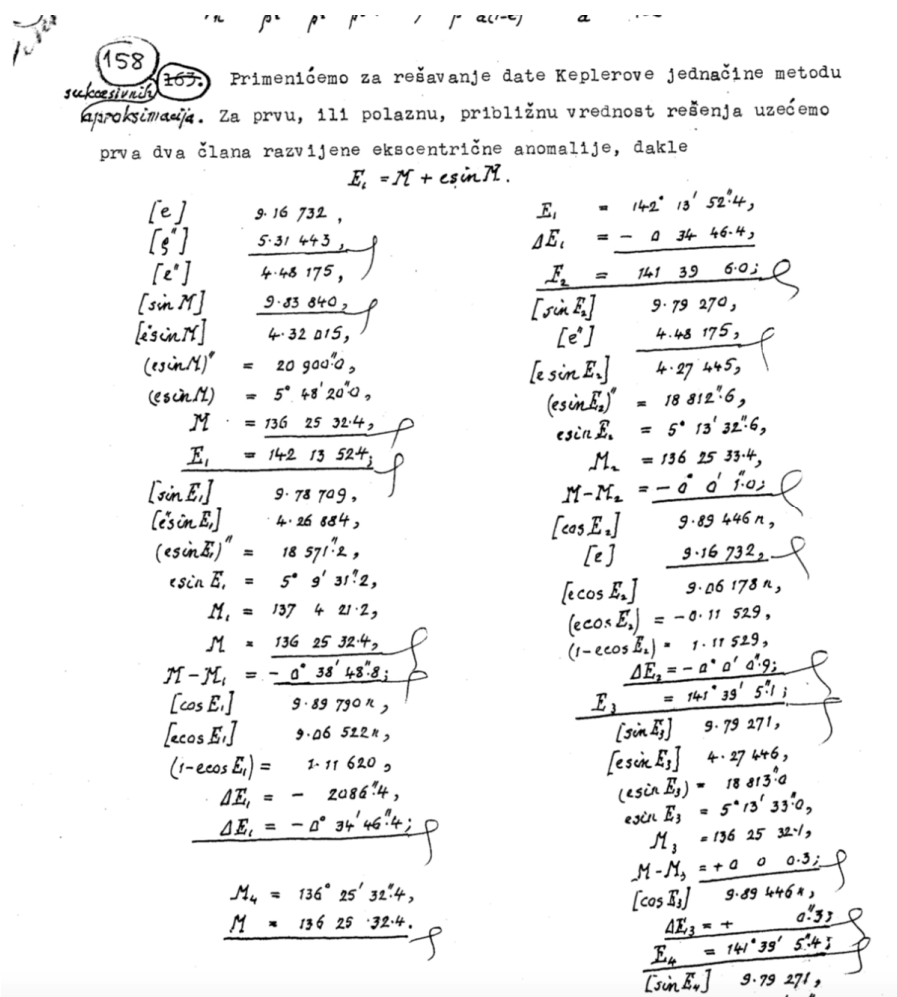 158
163. Primenićemo za rešavanje date Keplerove jednačine metodu
sukcesivnih
aproksimacija. Za prvu, ili polaznu, približnu vrednost rešenja uzećemo
prva dva člana razvijene ekscentrične anomalije, dakle
E₁ = M + e sin M.
[e] 9.16 732,
[ρ"] 5.31 443,
[e"] 4.48 175,
[sin M] 9.83 840,
[e"sin M] 4.32 015,
(e sin M)" = 20 900."0,
(e sin M) = 5° 48' 20."0,
M = 136 25 32.4,
E₁ = 142 13 52.4;
[sin E₁] 9.78 709,
[e"sin E₁] 4.26 884,
(e sin E₁)" = 18 571."2,
e sin E₁ = 5° 9' 31."2,
M₁ = 137 4 21.2,
M = 136 25 32.4,
M-M₁ = - 0° 38' 48."8;
[cos E₁] 9.89 790 n,
[e cos E₁] 9.06 522 n,
(1-e cos E₁) = 1.11 620,
ΔE₁ = - 2086."4,
ΔE₁ = - 0° 34' 46."4;
M₄ = 136° 25' 32."4,
M = 136 25 32.4.
E₁ = 142° 13' 52."4,
ΔE₁ = - 0 34 46.4,
E₂ = 141 39 6.0;
[sin E₂] 9.79 270,
[e"] 4.48 175,
[e sin E₂] 4.27 445,
(e sin E₂)" = 18 812."6,
e sin E₂ = 5° 13' 32."6,
M₂ = 136 25 33.4,
M-M₂ = - 0° 0' 1."0;
[cos E₂] 9.89 446 n,
[e] 9.16 732,
[e cos E₂] 9.06 178 n,
(e cos E₂) = - 0.11 529,
(1-e cos E₂) = 1.11 529,
ΔE₂ = - 0° 0' 0."9;
E₃ = 141° 39' 5."1;
[sin E₃] 9.79 271,
[e sin E₃] 4.27 446,
(e sin E₃) = 18 813."0
e sin E₃ = 5° 13' 33."0,
M₃ = 136 25 32.1,
M-M₃ = + 0 0 0.3;
[cos E₃] 9.89 446 n,
ΔE₃ = + 0."3;
E₄ = 141° 39' 5."4;
[sin E₄] 9.79 271,